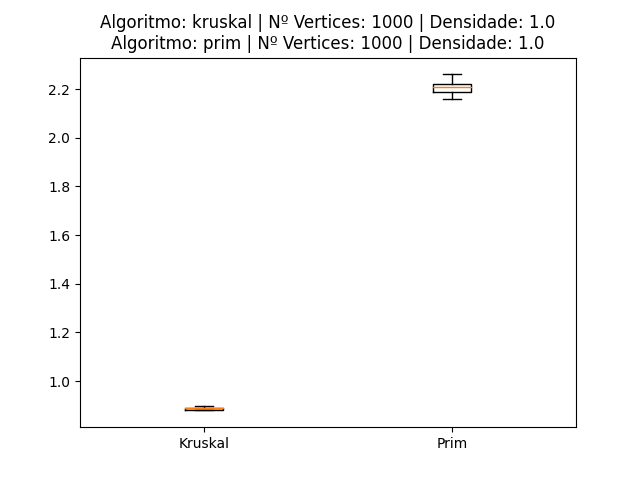 Algoritmo: kruskal | Nº Vertices: 1000 | Densidade: 1.0
Algoritmo: prim | Nº Vertices: 1000 | Densidade: 1.0
2.2
2.0
1.8
1.6
1.4
1.2
1.0
Kruskal
Prim